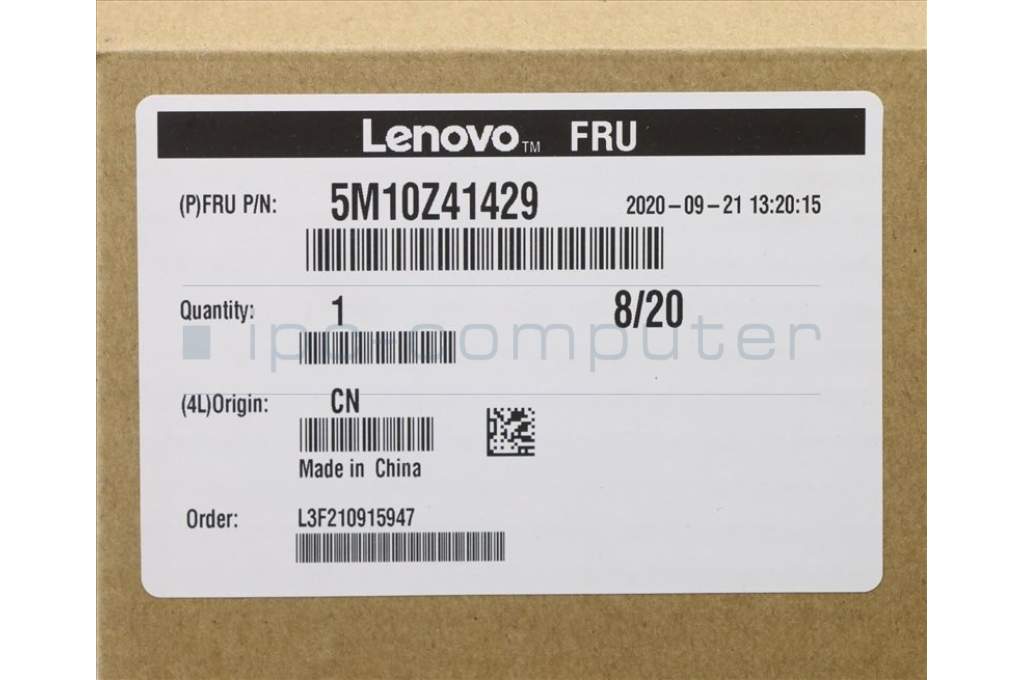 Lenovo™ FRU
(P)FRU P/N: 5M10Z41429 2020-09-21 13:20:15
Quantity: 1 8/20
ipc-computer
(4L)Origin: CN
Made in China
Order: L3F210915947